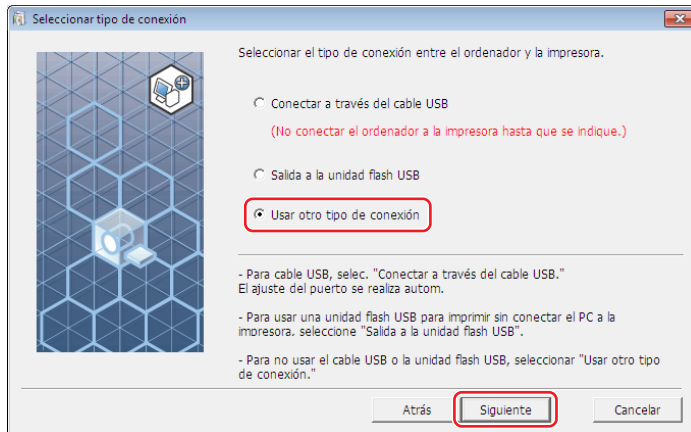 Seleccionar tipo de conexión
Seleccionar el tipo de conexión entre el ordenador y la impresora.
Conectar a través del cable USB
(No conectar el ordenador a la impresora hasta que se indique.)
Salida a la unidad flash USB
Usar otro tipo de conexión
- Para cable USB, selec. "Conectar a través del cable USB."
El ajuste del puerto se realiza autom.
- Para usar una unidad flash USB para imprimir sin conectar el PC a la
impresora. seleccione "Salida a la unidad flash USB".
- Para no usar el cable USB o la unidad flash USB, seleccionar "Usar otro tipo
de conexión."
Atrás Siguiente Cancelar